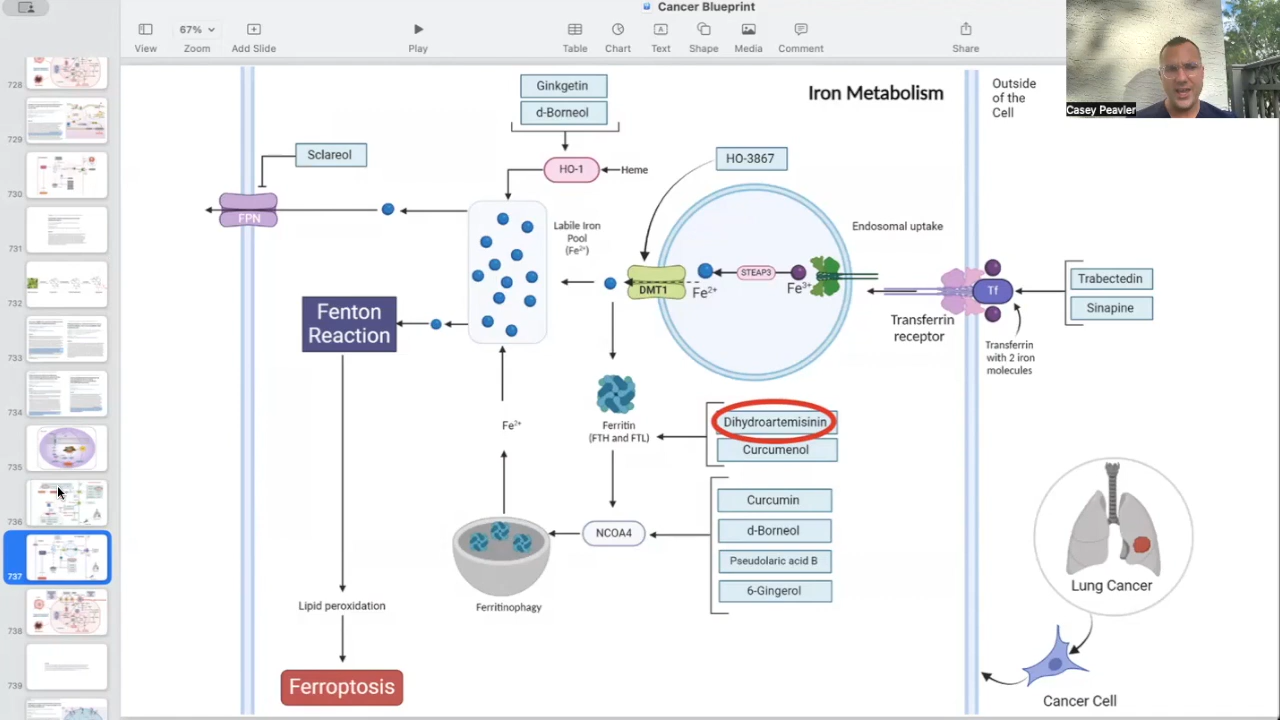 Cancer Blueprint
67%
View
Zoom
Add Slide
Play
Table
Chart
Text
Shape
Media
Comment
Share
Casey Peavler
728
729
730
731
732
733
734
735
736
737
738
739
Iron Metabolism
Outside
of the
Cell
Ginkgetin
d-Borneol
Sclareol
HO-1
Heme
HO-3867
FPN
Labile Iron
Pool
(Fe²⁺)
Endosomal uptake
DMT1
Fe²⁺
STEAP3
Fe³⁺
Tf
Trabectedin
Sinapine
Transferrin
receptor
Transferrin
with 2 iron
molecules
Fenton
Reaction
Fe²⁺
Ferritin
(FTH and FTL)
Dihydroartemisinin
Curcumenol
Curcumin
d-Borneol
Pseudolaric acid B
6-Gingerol
NCOA4
Ferritinophagy
Lipid peroxidation
Ferroptosis
Lung Cancer
Cancer Cell